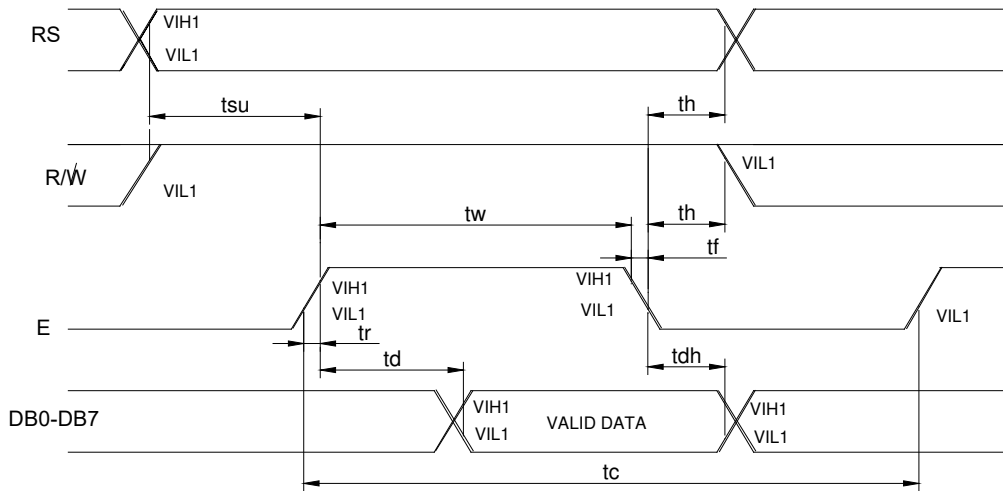 RS
VIH1
VIL1
tsu
th
R/W
VIL1
VIL1
tw
th
tf
E
VIH1
VIL1
VIH1
VIL1
VIL1
tr
td
tdh
DB0-DB7
VIH1
VIL1
VALID DATA
VIH1
VIL1
tc